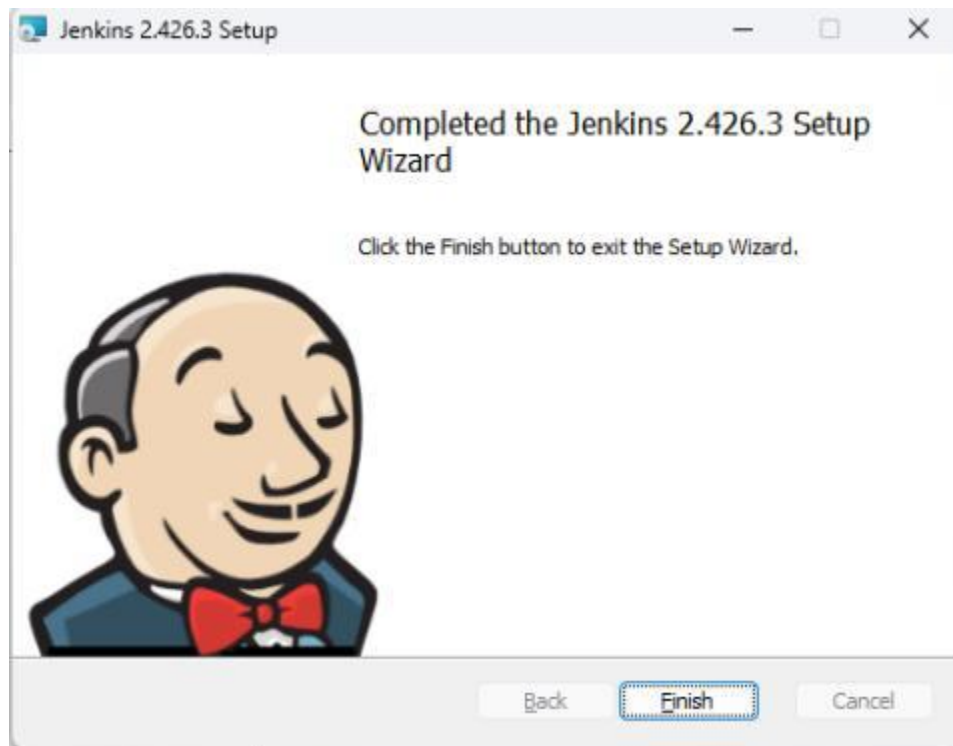 Jenkins 2.426.3 Setup
Completed the Jenkins 2.426.3 Setup
Wizard
Click the Finish button to exit the Setup Wizard.
Back
Finish
Cancel